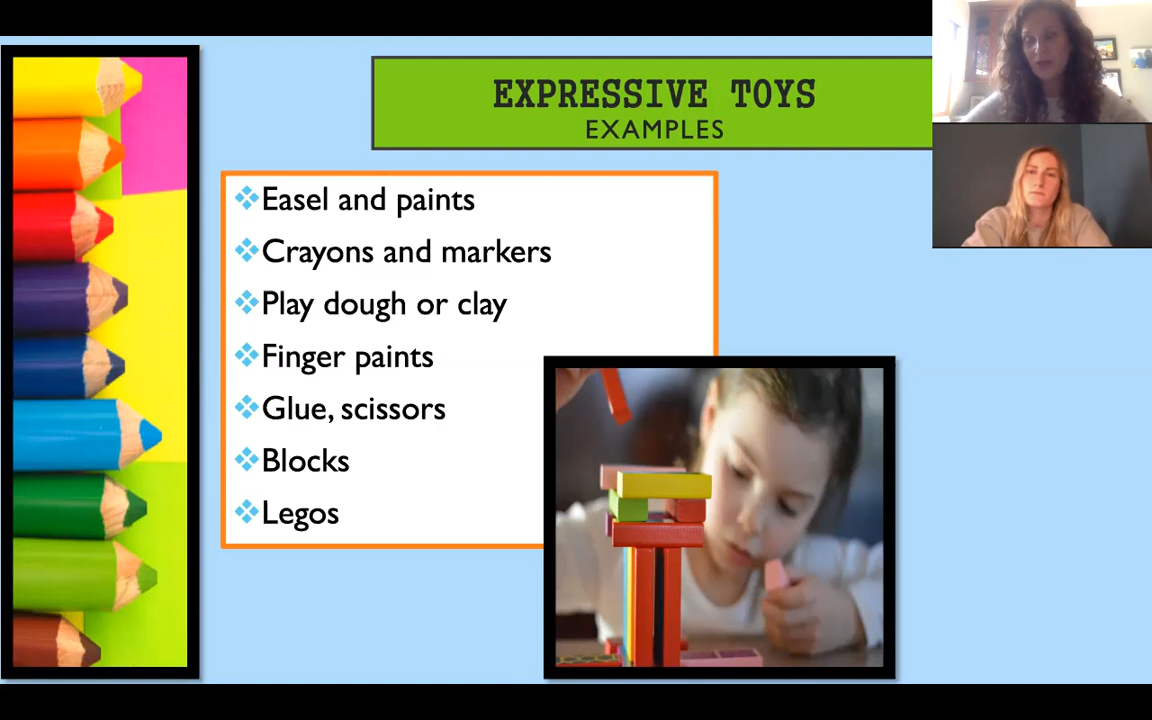 EXPRESSIVE TOYS
EXAMPLES
Easel and paints
Crayons and markers
Play dough or clay
Finger paints
Glue, scissors
Blocks
Legos